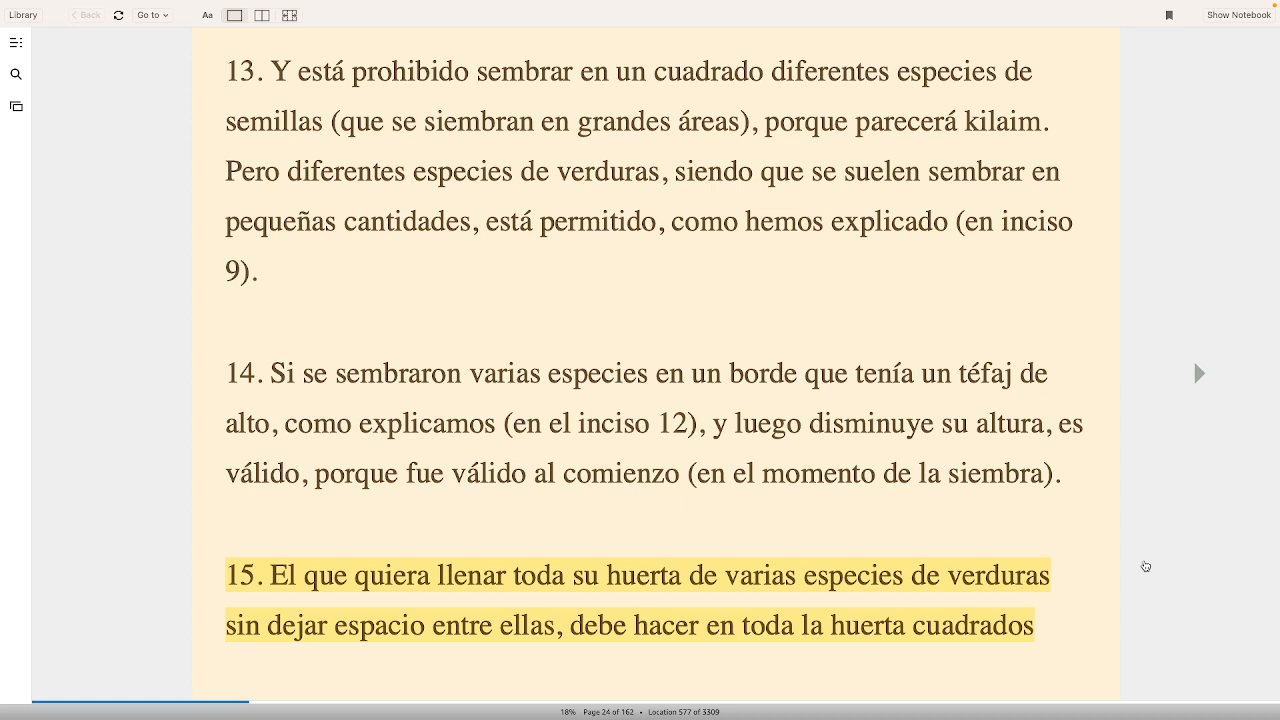 Library
Back
Go to
Aa
Show Notebook
13. Y está prohibido sembrar en un cuadrado diferentes especies de
semillas (que se siembran en grandes áreas), porque parecerá kilaim.
Pero diferentes especies de verduras, siendo que se suelen sembrar en
pequeñas cantidades, está permitido, como hemos explicado (en inciso
9).
14. Si se sembraron varias especies en un borde que tenía un téfaj de
alto, como explicamos (en el inciso 12), y luego disminuye su altura, es
válido, porque fue válido al comienzo (en el momento de la siembra).
15. El que quiera llenar toda su huerta de varias especies de verduras
sin dejar espacio entre ellas, debe hacer en toda la huerta cuadrados
18% Page 24 of 162 • Location 577 of 3309